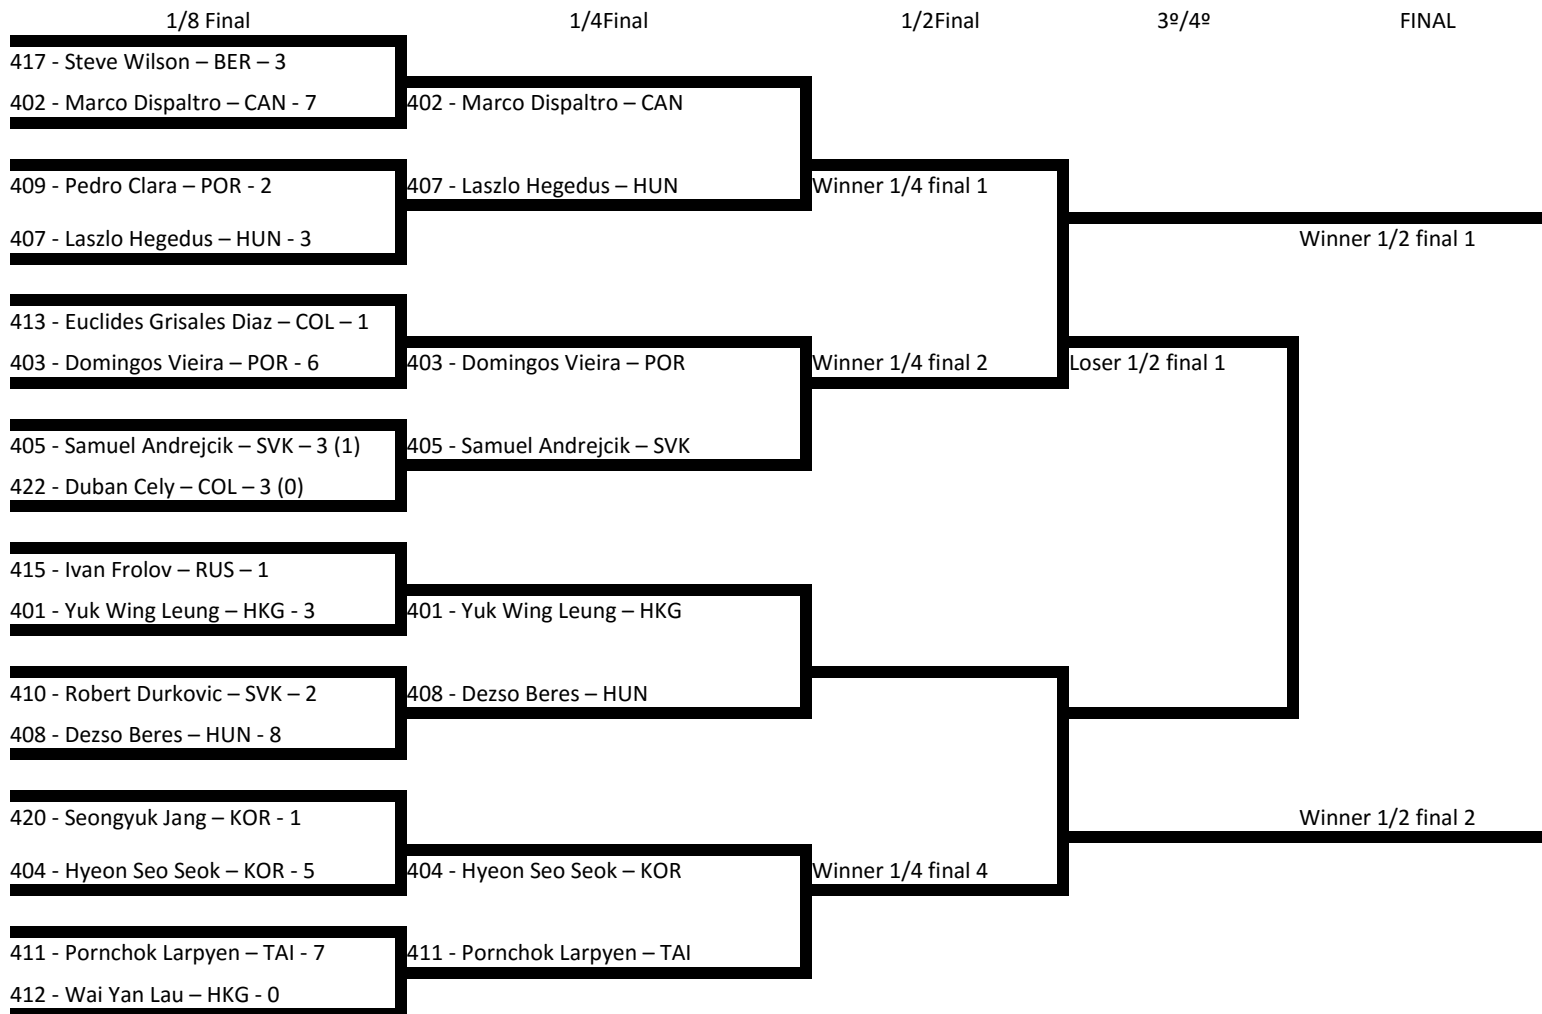 1/8 Final 1/4Final 1/2Final 3º/4º FINAL
417 - Steve Wilson – BER – 3
402 - Marco Dispaltro – CAN - 7 402 - Marco Dispaltro – CAN
409 - Pedro Clara – POR - 2 407 - Laszlo Hegedus – HUN Winner 1/4 final 1
407 - Laszlo Hegedus – HUN - 3 Winner 1/2 final 1
413 - Euclides Grisales Diaz – COL – 1
403 - Domingos Vieira – POR - 6 403 - Domingos Vieira – POR Winner 1/4 final 2 Loser 1/2 final 1
405 - Samuel Andrejcik – SVK – 3 (1) 405 - Samuel Andrejcik – SVK
422 - Duban Cely – COL – 3 (0)
415 - Ivan Frolov – RUS – 1
401 - Yuk Wing Leung – HKG - 3 401 - Yuk Wing Leung – HKG
410 - Robert Durkovic – SVK – 2 408 - Dezso Beres – HUN
408 - Dezso Beres – HUN - 8
420 - Seongyuk Jang – KOR - 1 Winner 1/2 final 2
404 - Hyeon Seo Seok – KOR - 5 404 - Hyeon Seo Seok – KOR Winner 1/4 final 4
411 - Pornchok Larpyen – TAI - 7 411 - Pornchok Larpyen – TAI
412 - Wai Yan Lau – HKG - 0